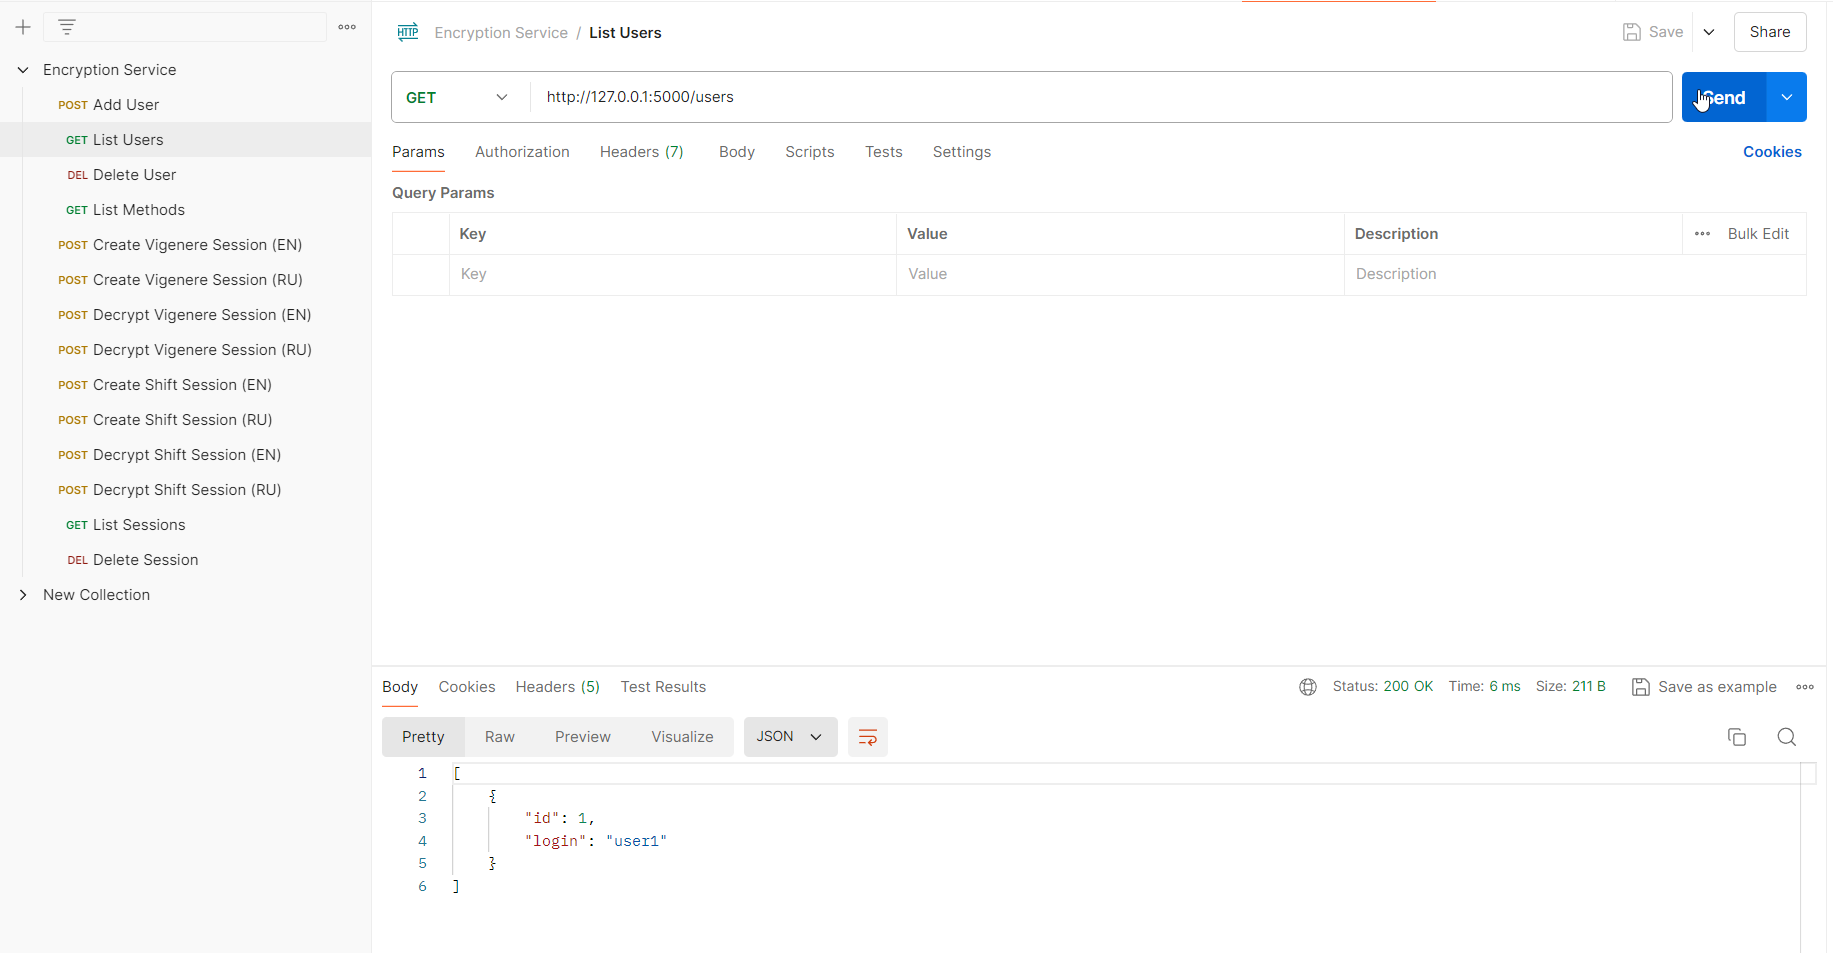 Encryption Service
POST Add User
GET List Users
DEL Delete User
GET List Methods
POST Create Vigenere Session (EN)
POST Create Vigenere Session (RU)
POST Decrypt Vigenere Session (EN)
POST Decrypt Vigenere Session (RU)
POST Create Shift Session (EN)
POST Create Shift Session (RU)
POST Decrypt Shift Session (EN)
POST Decrypt Shift Session (RU)
GET List Sessions
DEL Delete Session
New Collection
HTTP Encryption Service / List Users Save Share
GET http://127.0.0.1:5000/users Send
Params Authorization Headers (7) Body Scripts Tests Settings Cookies
Query Params
Key Value Description Bulk Edit
Key Value Description
Body Cookies Headers (5) Test Results Status: 200 OK Time: 6 ms Size: 211 B Save as example
Pretty Raw Preview Visualize JSON
1 [
2 {
3 "id": 1,
4 "login": "user1"
5 }
6 ]